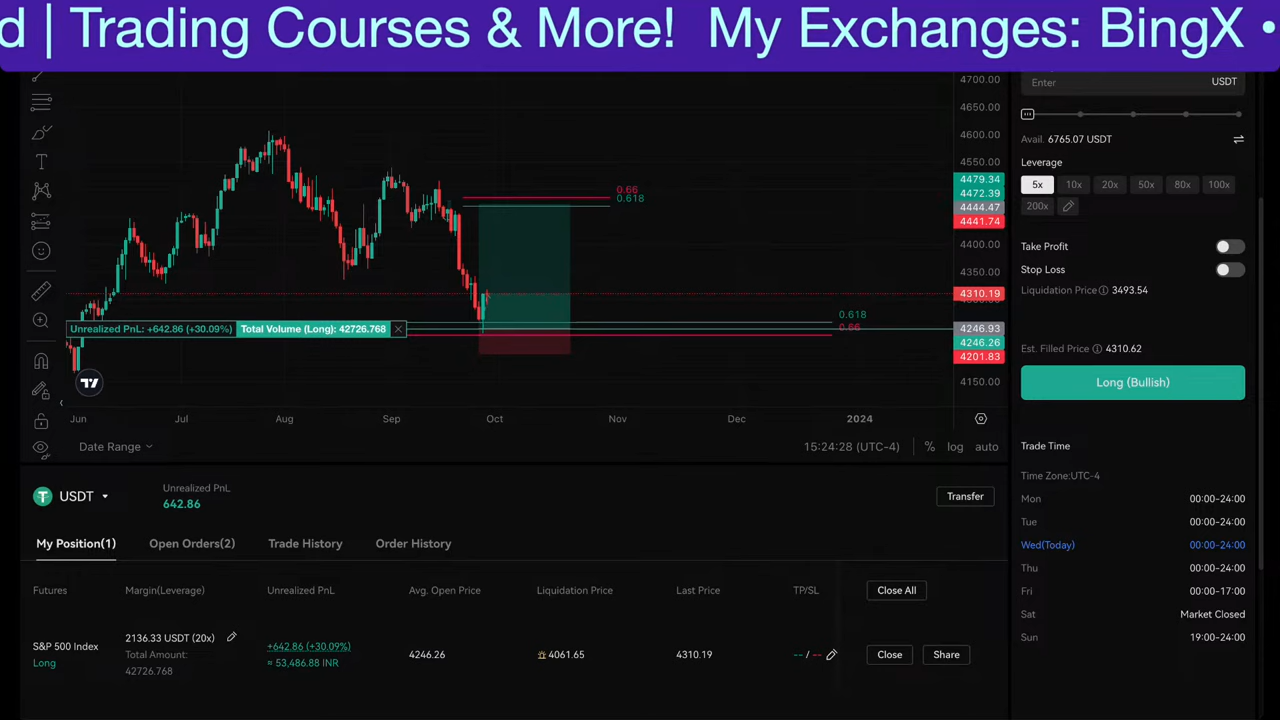 d | Trading Courses & More!  My Exchanges: BingX •
4700.00
4650.00
4600.00
4550.00
4479.34
4472.39
4444.47
4441.74
4400.00
4350.00
4310.19
4246.93
4246.26
4201.83
4150.00
0.66
0.618
0.618
0.66
Unrealized PnL: +642.86 (+30.09%) Total Volume (Long): 42726.768
Jun Jul Aug Sep Oct Nov Dec 2024
Date Range 15:24:28 (UTC-4) % log auto
Enter USDT
Avail. 6765.07 USDT
Leverage
5x 10x 20x 50x 80x 100x
200x
Take Profit
Stop Loss
Liquidation Price 3493.54
Est. Filled Price 4310.62
Long (Bullish)
Trade Time
Time Zone:UTC-4
Mon 00:00-24:00
Tue 00:00-24:00
Wed(Today) 00:00-24:00
Thu 00:00-24:00
Fri 00:00-17:00
Sat Market Closed
Sun 19:00-24:00
USDT
Unrealized PnL
642.86
Transfer
My Position(1) Open Orders(2) Trade History Order History
Futures Margin(Leverage) Unrealized PnL Avg. Open Price Liquidation Price Last Price TP/SL Close All
S&P 500 Index
Long
2136.33 USDT (20x)
Total Amount:
42726.768
+642.86 (+30.09%)
≈ 53,486.88 INR
4246.26
4061.65
4310.19
-- / --
Close
Share